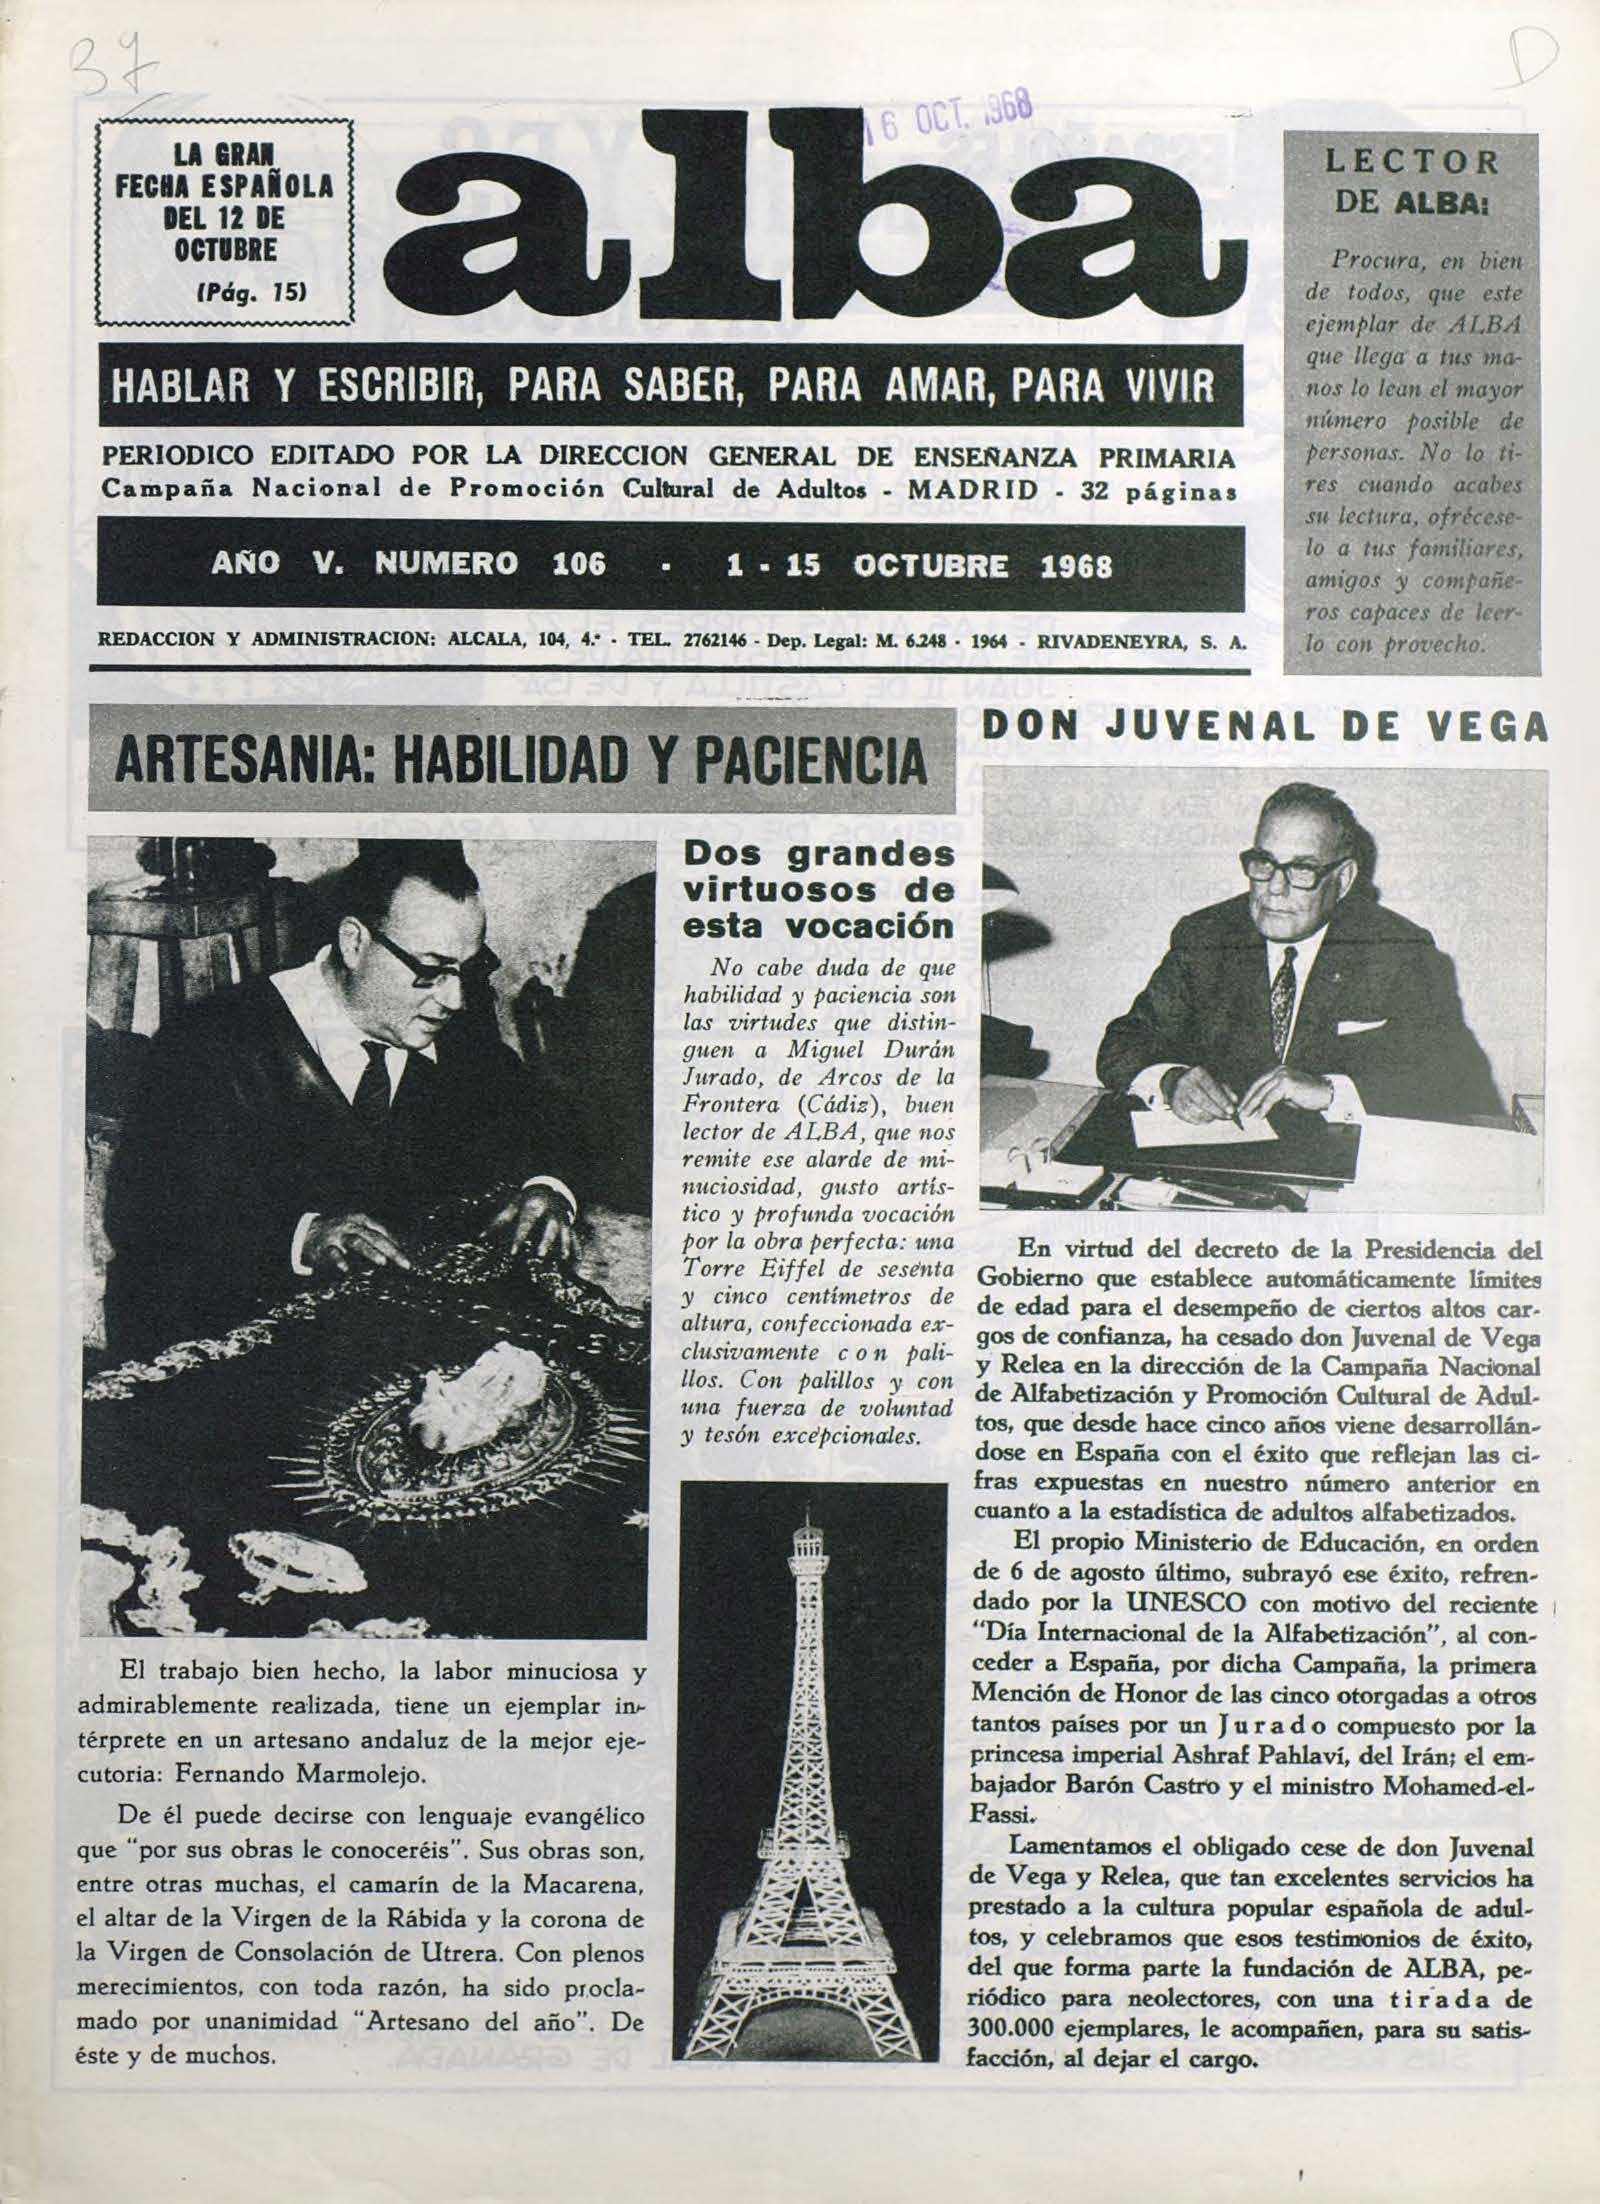 37
D
16 OCT. 1968
LA GRAN
FECHA ESPAÑOLA
DEL 12 DE
OCTUBRE
(Pág. 15)
alba
HABLAR Y ESCRIBIR, PARA SABER, PARA AMAR, PARA VIVIR
PERIODICO EDITADO POR LA DIRECCION GENERAL DE ENSEÑANZA PRIMARIA
Campaña Nacional de Promoción Cultural de Adultos - MADRID - 32 páginas
AÑO V. NUMERO 106 - 1 - 15 OCTUBRE 1968
REDACCION Y ADMINISTRACION: ALCALA, 104, 4.º - TEL. 2762146 - Dep. Legal: M. 6.248 - 1964 - RIVADENEYRA, S. A.
LECTOR
DE ALBA:
Procura, en bien
de todos, que este
ejemplar de ALBA
que llega a tus ma-
nos lo lean el mayor
número posible de
personas. No lo ti-
res cuando acabes
su lectura, ofrécese-
lo a tus familiares,
amigos y compañe-
ros capaces de leer-
lo con provecho.
ARTESANIA: HABILIDAD Y PACIENCIA
El trabajo bien hecho, la labor minuciosa y
admirablemente realizada, tiene un ejemplar in-
térprete en un artesano andaluz de la mejor eje-
cutoria: Fernando Marmolejo.
De él puede decirse con lenguaje evangélico
que "por sus obras le conoceréis". Sus obras son,
entre otras muchas, el camarín de la Macarena,
el altar de la Virgen de la Rábida y la corona de
la Virgen de Consolación de Utrera. Con plenos
merecimientos, con toda razón, ha sido procla-
mado por unanimidad "Artesano del año". De
éste y de muchos.
Dos grandes
virtuosos de
esta vocación
No cabe duda de que
habilidad y paciencia son
las virtudes que distin-
guen a Miguel Durán
Jurado, de Arcos de la
Frontera (Cádiz), buen
lector de ALBA, que nos
remite ese alarde de mi-
nuciosidad, gusto artís-
tico y profunda vocación
por la obra perfecta: una
Torre Eiffel de sesenta
y cinco centímetros de
altura, confeccionada ex-
clusivamente con pali-
llos. Con palillos y con
una fuerza de voluntad
y tesón excepcionales.
DON JUVENAL DE VEGA
En virtud del decreto de la Presidencia del
Gobierno que establece automáticamente límites
de edad para el desempeño de ciertos altos car-
gos de confianza, ha cesado don Juvenal de Vega
y Relea en la dirección de la Campaña Nacional
de Alfabetización y Promoción Cultural de Adul-
tos, que desde hace cinco años viene desarrollán-
dose en España con el éxito que reflejan las ci-
fras expuestas en nuestro número anterior en
cuanto a la estadística de adultos alfabetizados.
El propio Ministerio de Educación, en orden
de 6 de agosto último, subrayó ese éxito, refren-
dado por la UNESCO con motivo del reciente
"Día Internacional de la Alfabetización", al con-
ceder a España, por dicha Campaña, la primera
Mención de Honor de las cinco otorgadas a otros
tantos países por un Jurado compuesto por la
princesa imperial Ashraf Pahlaví, del Irán; el em-
bajador Barón Castro y el ministro Mohamed-el-
Fassi.
Lamentamos el obligado cese de don Juvenal
de Vega y Relea, que tan excelentes servicios ha
prestado a la cultura popular española de adul-
tos, y celebramos que esos testimonios de éxito,
del que forma parte la fundación de ALBA, pe-
riódico para neolectores, con una tirada de
300.000 ejemplares, le acompañen, para su satis-
facción, al dejar el cargo.